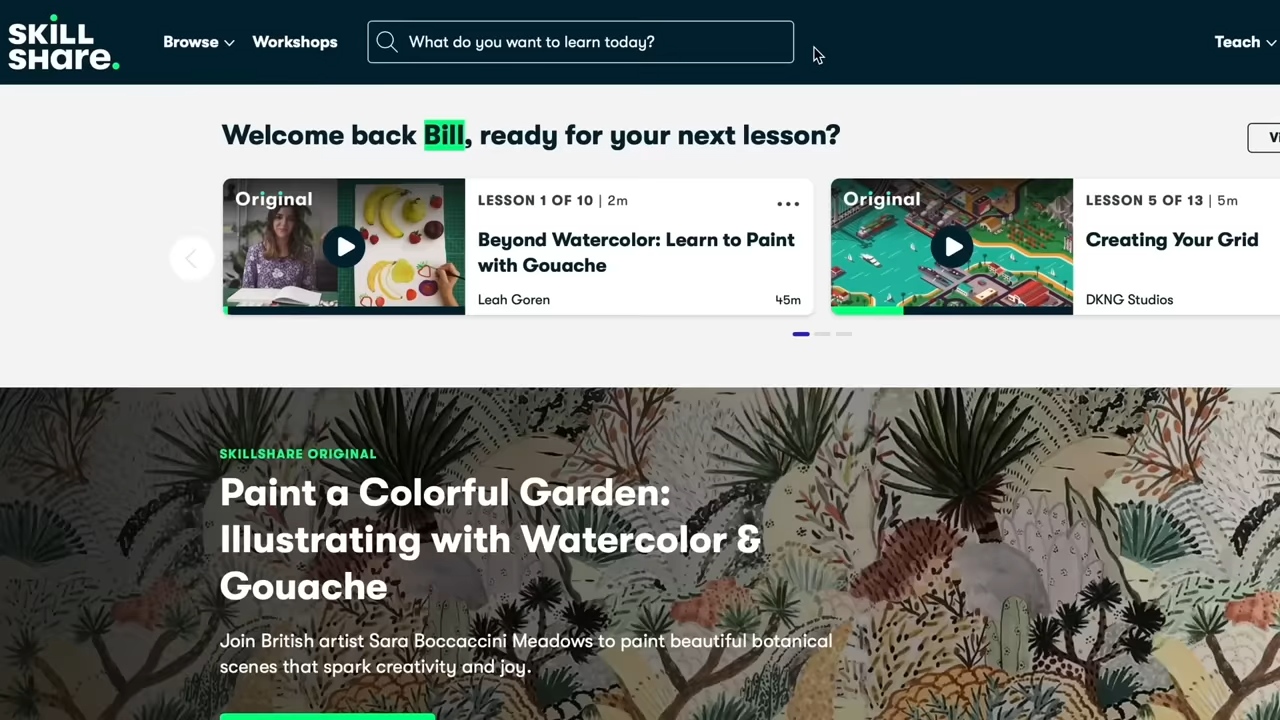 SKiLL
SHare.
Browse
Workshops
What do you want to learn today?
Teach
Welcome back Bill, ready for your next lesson?
Original
LESSON 1 OF 10 | 2m
Beyond Watercolor: Learn to Paint
with Gouache
Leah Goren
45m
Original
LESSON 5 OF 13 | 5m
Creating Your Grid
DKNG Studios
SKILLSHARE ORIGINAL
Paint a Colorful Garden:
Illustrating with Watercolor &
Gouache
Join British artist Sara Boccaccini Meadows to paint beautiful botanical
scenes that spark creativity and joy.